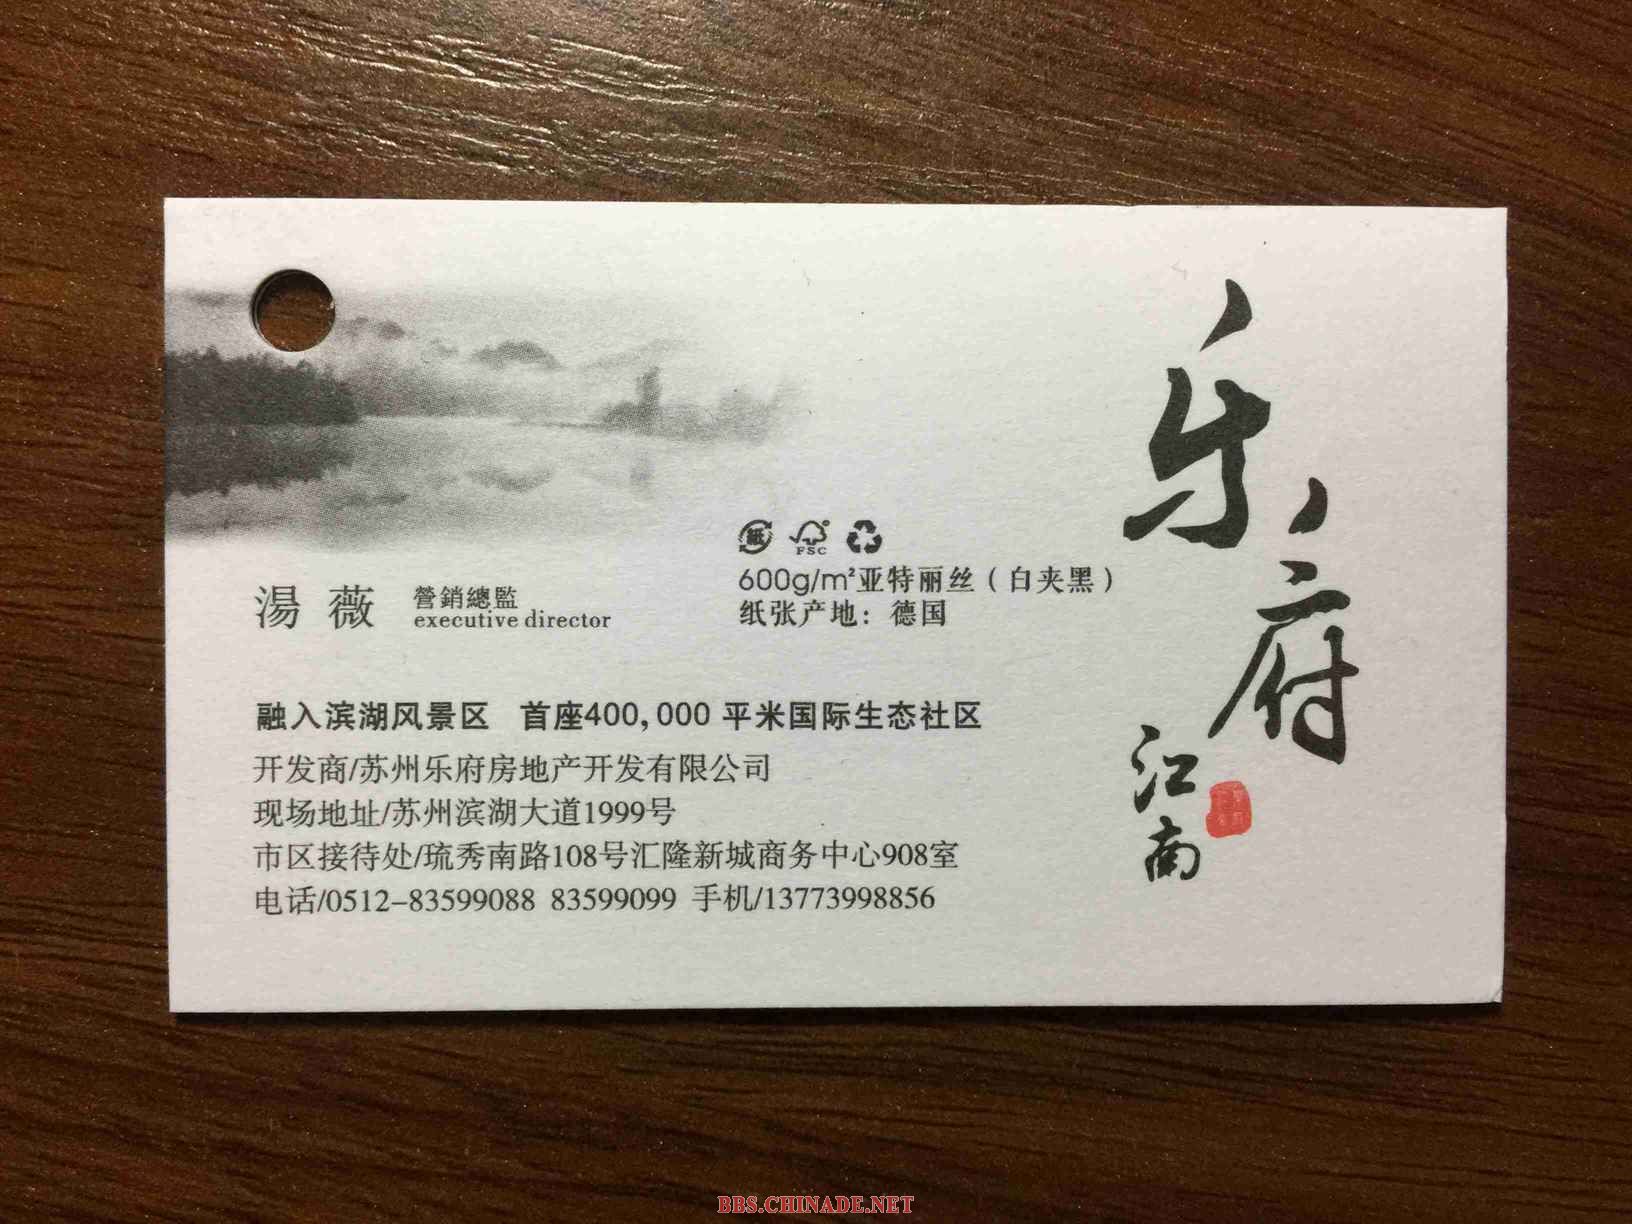 乐府
江南
紙
FSC
600g/m²亚特丽丝（白夹黑）
纸张产地：德国
湯薇
營銷總監
executive director
融入滨湖风景区 首座400,000 平米国际生态社区
开发商/苏州乐府房地产开发有限公司
现场地址/苏州滨湖大道1999号
市区接待处/琉秀南路108号汇隆新城商务中心908室
电话/0512-83599088 83599099 手机/13773998856
BBS.CHINADE.NET